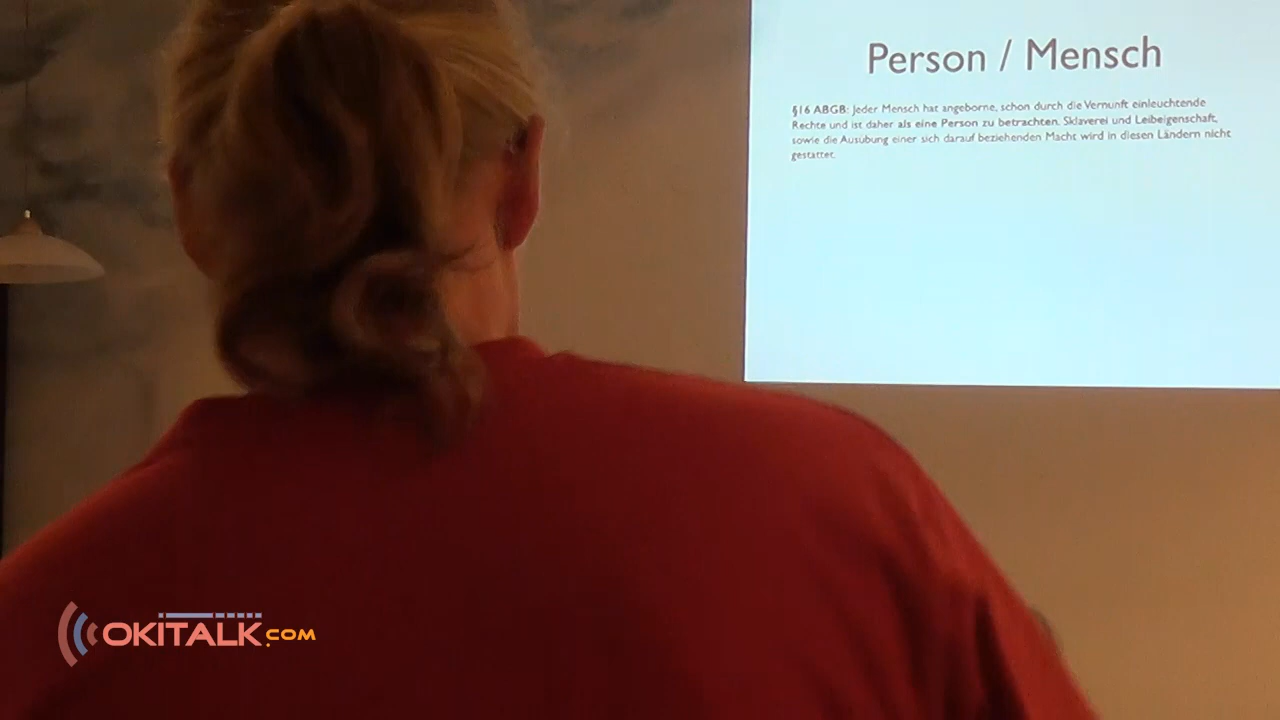 Person / Mensch
§16 ABGB: Jeder Mensch hat angeborne, schon durch die Vernunft einleuchtende
Rechte und ist daher als eine Person zu betrachten. Sklaverei und Leibeigenschaft,
sowie die Ausübung einer sich darauf beziehenden Macht wird in diesen Ländern nicht
gestattet.
OKITALK.COM